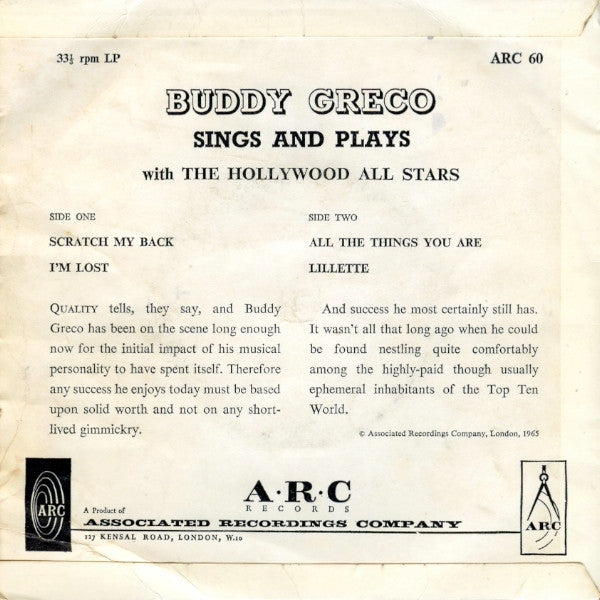 33⅓ rpm LP
ARC 60
BUDDY GRECO
SINGS AND PLAYS
with THE HOLLYWOOD ALL STARS
SIDE ONE
SCRATCH MY BACK
I'M LOST
SIDE TWO
ALL THE THINGS YOU ARE
LILLETTE
QUALITY tells, they say, and Buddy
Greco has been on the scene long enough
now for the initial impact of his musical
personality to have spent itself. Therefore
any success he enjoys today must be based
upon solid worth and not on any short-
lived gimmickry.
And success he most certainly still has.
It wasn't all that long ago when he could
be found nestling quite comfortably
among the highly-paid though usually
ephemeral inhabitants of the Top Ten
World.
© Associated Recordings Company, London, 1965
ARC
A·R·C
RECORDS
A Product of
ASSOCIATED RECORDINGS COMPANY
127 KENSAL ROAD, LONDON, W.10
ARC